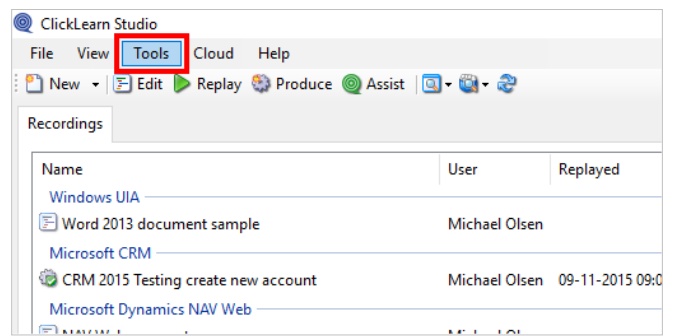 ClickLearn Studio
File View Tools Cloud Help
New Edit Replay Produce Assist
Recordings
Name User Replayed
Windows UIA
Word 2013 document sample Michael Olsen
Microsoft CRM
CRM 2015 Testing create new account Michael Olsen 09-11-2015 09:0
Microsoft Dynamics NAV Web